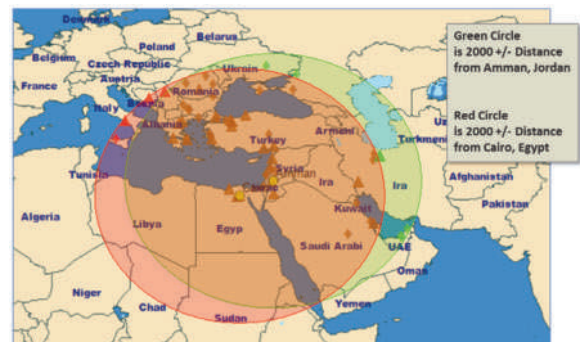 Denmark
Belarus
Poland
Belgium
Czech Republic
Ukrain
Austria
France
Romania
Italy
Bosnia
Albania
Turkey
Armeni
Uz
Turkmeni
Green Circle
is 2000 +/- Distance
from Amman, Jordan
Red Circle
is 2000 +/- Distance
from Cairo, Egypt
Tunisia
Syria
Amman
Ira
Ira
Afghanistan
Pakistan
Algeria
Libya
Egypt
Kuwait
Saudi Arabi
UAE
Oman
Niger
Chad
Sudan
Yemen